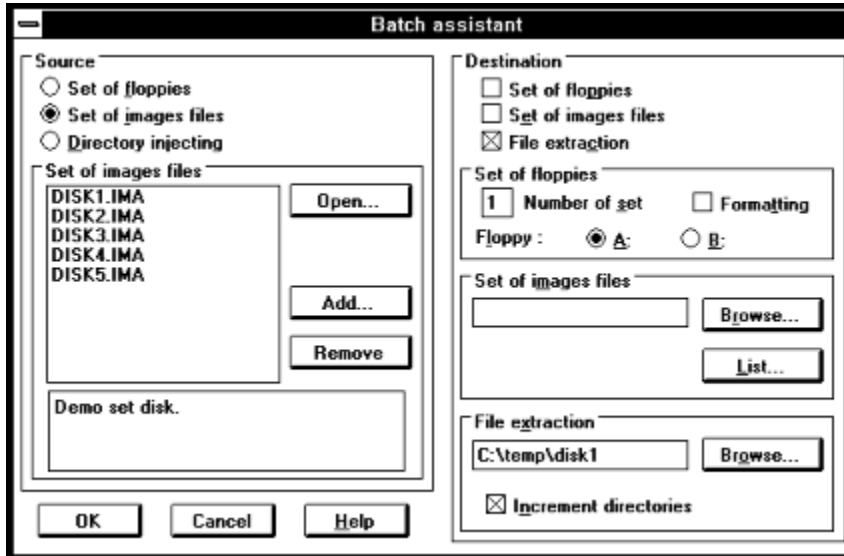 Batch assistant
Source
Set of floppies
Set of images files
Directory injecting
Set of images files
DISK1.IMA
DISK2.IMA
DISK3.IMA
DISK4.IMA
DISK5.IMA
Open...
Add...
Remove
Demo set disk.
OK
Cancel
Help
Destination
Set of floppies
Set of images files
File extraction
Set of floppies
1 Number of set
Formatting
Floppy : A: B:
Set of images files
Browse...
List...
File extraction
C:\temp\disk1
Browse...
Increment directories